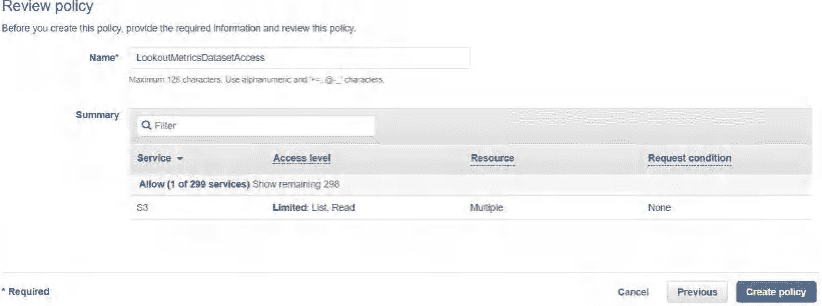 Review policy
Before you create this policy, provide the required information and review this policy.
Name* LookoutMetricsDatasetAccess
Maximum 128 characters. Use alphanumeric and '+=,.@-_' characters.
Summary
Filter
Service Access level Resource Request condition
Allow (1 of 299 services) Show remaining 298
S3 Limited: List, Read Multiple None
* Required Cancel Previous Create policy